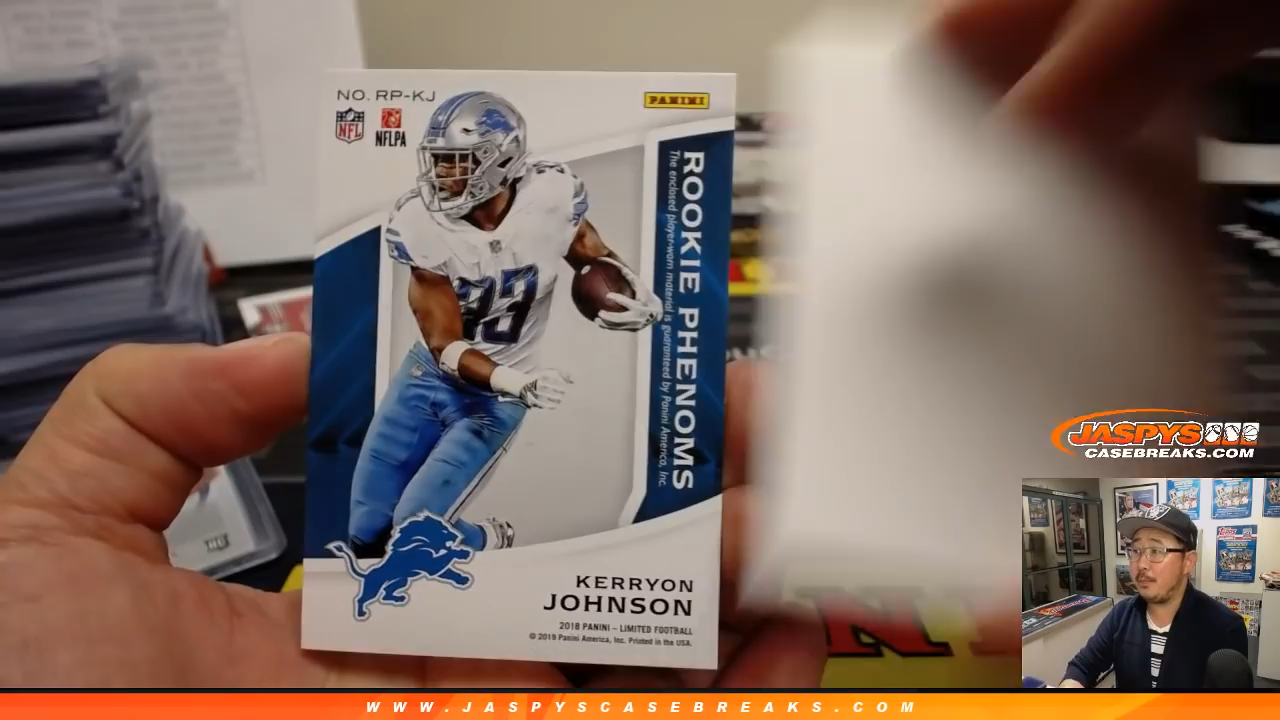 NO. RP-KJ
PANINI
NFL
NFLPA
ROOKIE PHENOMS
The enclosed player-worn material is guaranteed by Panini America, Inc.
33
KERRYON
JOHNSON
2018 PANINI – LIMITED FOOTBALL
© 2019 Panini America, Inc. Printed in the USA.
JASPYS
CASEBREAKS.COM
WWW.JASPYSCASEBREAKS.COM